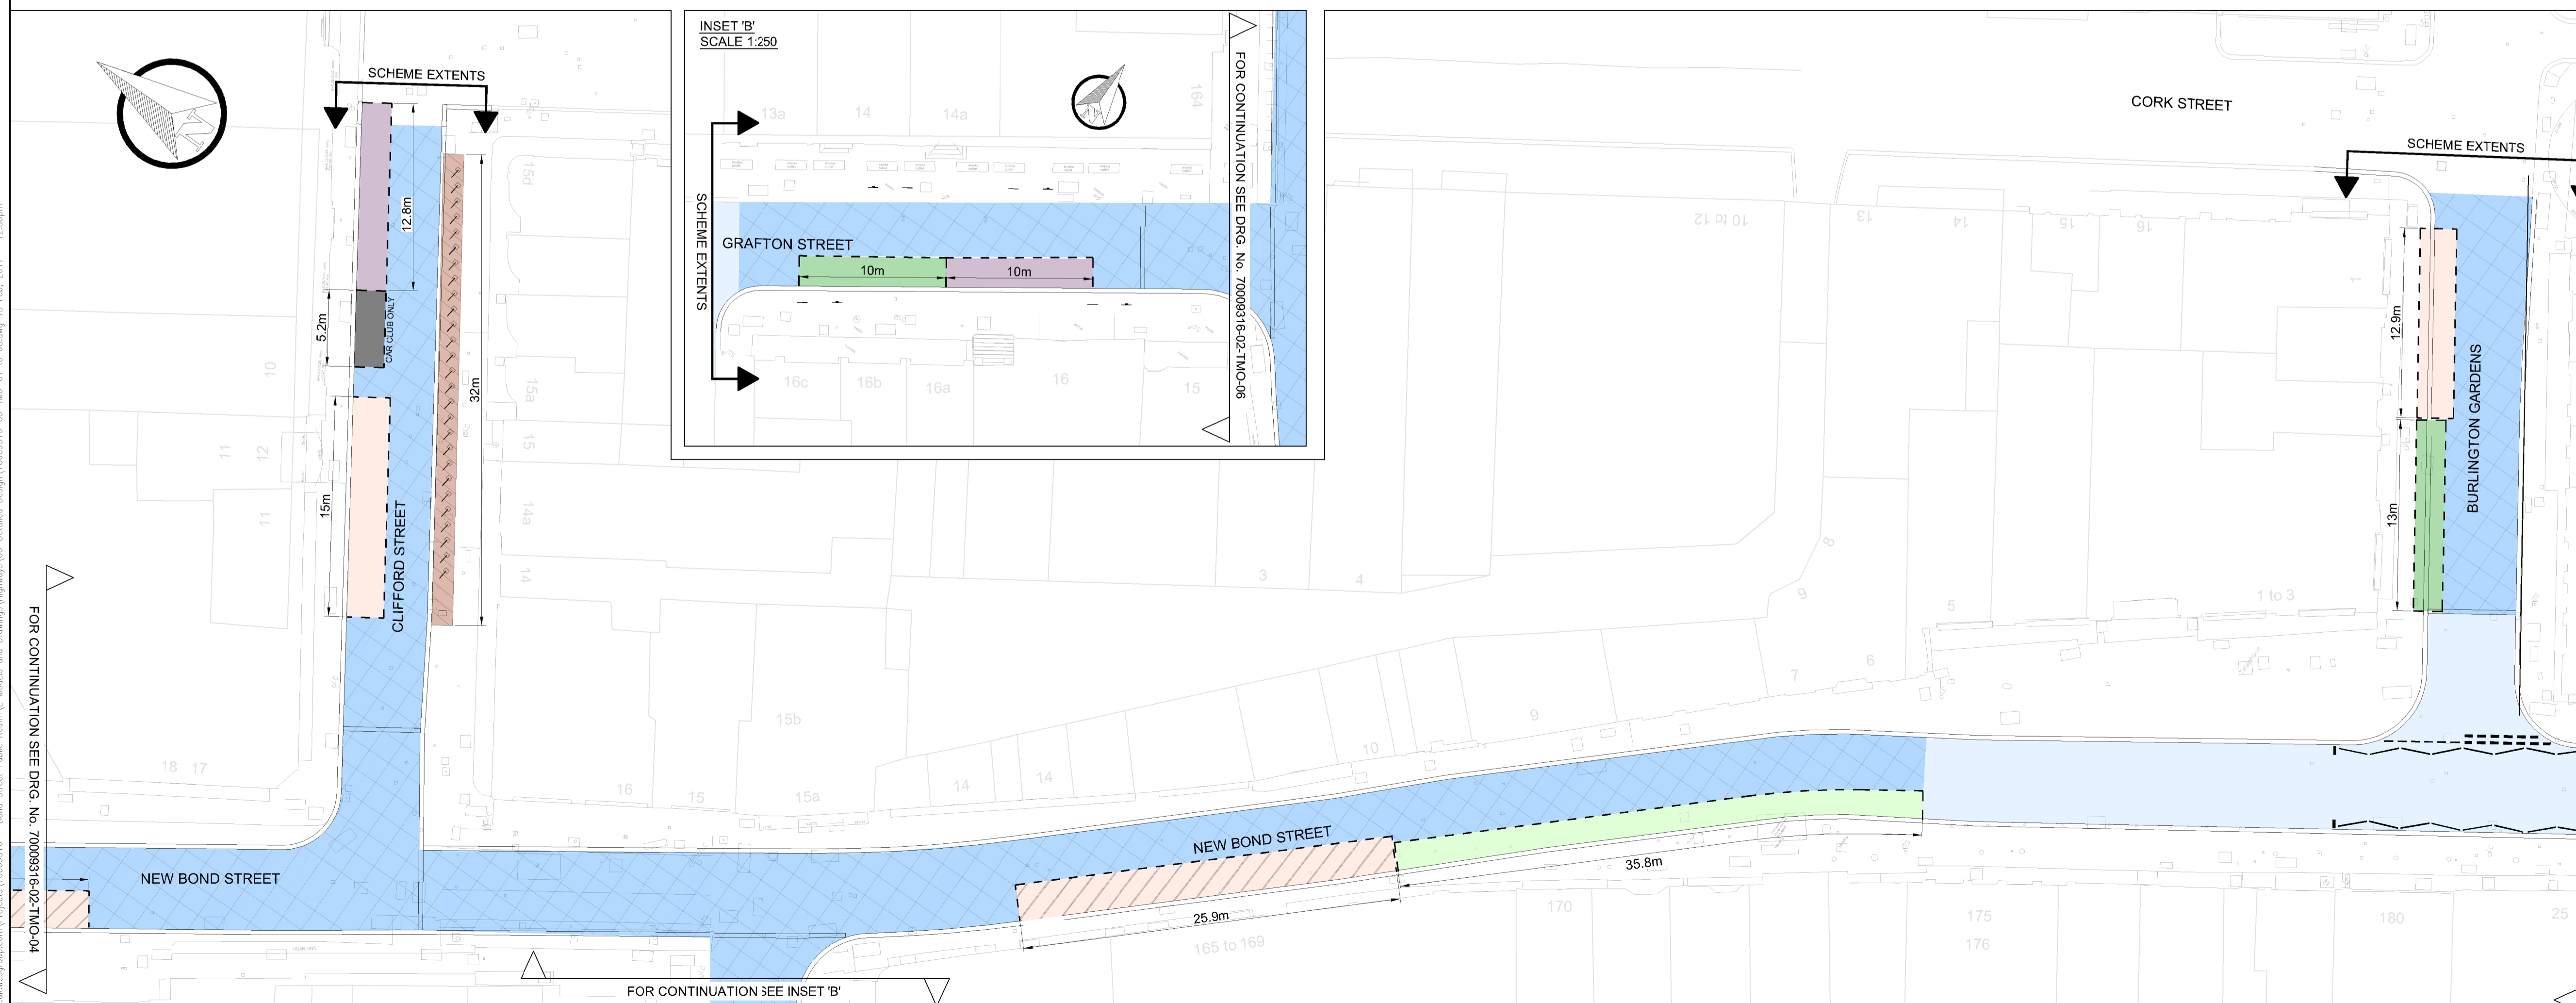 INSET 'B'
SCALE 1:250
SCHEME EXTENTS
12.8m
5.2m
CAR CLUB ONLY
15m
32m
CLIFFORD STREET
10
11
12
11
15d
15a
15
14a
14
18 17
FOR CONTINUATION SEE DRG. No. 70009316-02-TMO-04
NEW BOND STREET
HOARDING
13a
14
14a
164
GRAFTON STREET
10m
10m
SCHEME EXTENTS
16c
16b
16a
16
15
FOR CONTINUATION SEE DRG. No. 70009316-02-TMO-06
CORK STREET
SCHEME EXTENTS
10 to 12
13
14
15
16
1
12.9m
13m
BURLINGTON GARDENS
3
4
8
9
5
1 to 3
6
7
9
10
15b
16
15
15a
14
14
NEW BOND STREET
25.9m
35.8m
165 to 169
170
175
176
180
25
FOR CONTINUATION SEE INSET 'B'